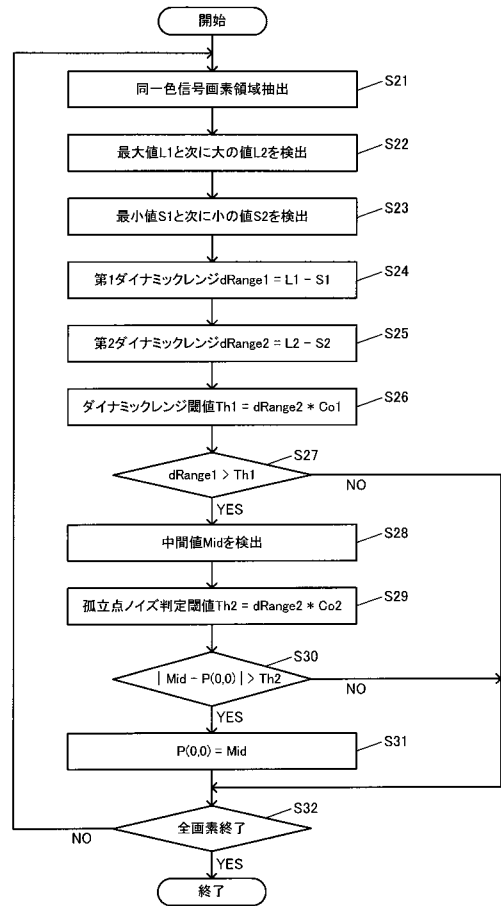 開始
同一色信号画素領域抽出
S21
最大値L1と次に大の値L2を検出
S22
最小値S1と次に小の値S2を検出
S23
第1ダイナミックレンジdRange1 = L1 - S1
S24
第2ダイナミックレンジdRange2 = L2 - S2
S25
ダイナミックレンジ閾値Th1 = dRange2 * Co1
S26
dRange1 > Th1
S27
NO
YES
中間値Midを検出
S28
孤立点ノイズ判定閾値Th2 = dRange2 * Co2
S29
| Mid - P(0,0) | > Th2
S30
NO
YES
P(0,0) = Mid
S31
全画素終了
S32
NO
YES
終了